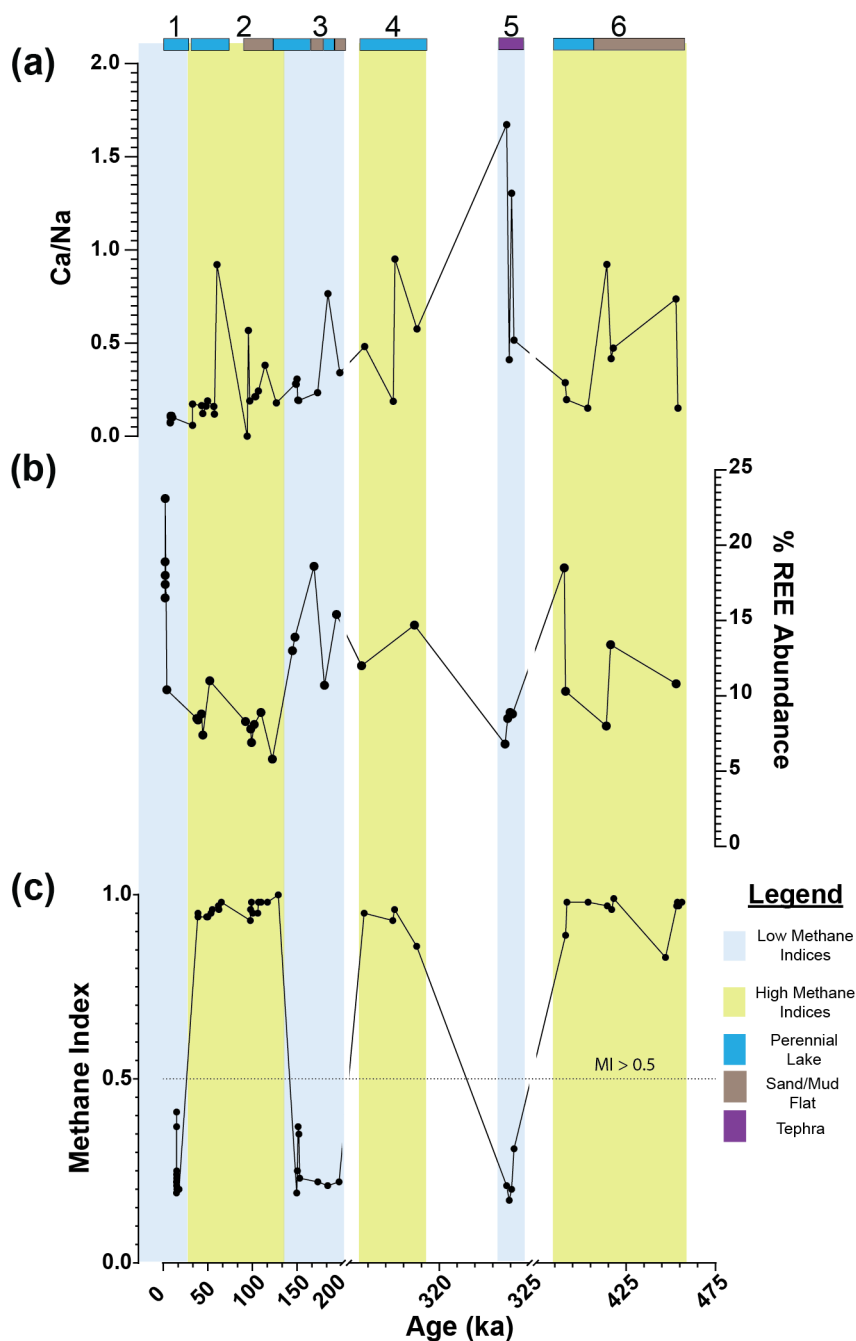 1 2 3 4 5 6
(a)
2.0
1.5
1.0
0.5
0.0
Ca/Na
(b)
25
20
15
10
5
0
% REE Abundance
(c)
1.0
0.5
0.0
Methane Index
MI > 0.5
Legend
Low Methane
Indices
High Methane
Indices
Perennial
Lake
Sand/Mud
Flat
Tephra
0 50 100 150 200 320 325 425 475
Age (ka)